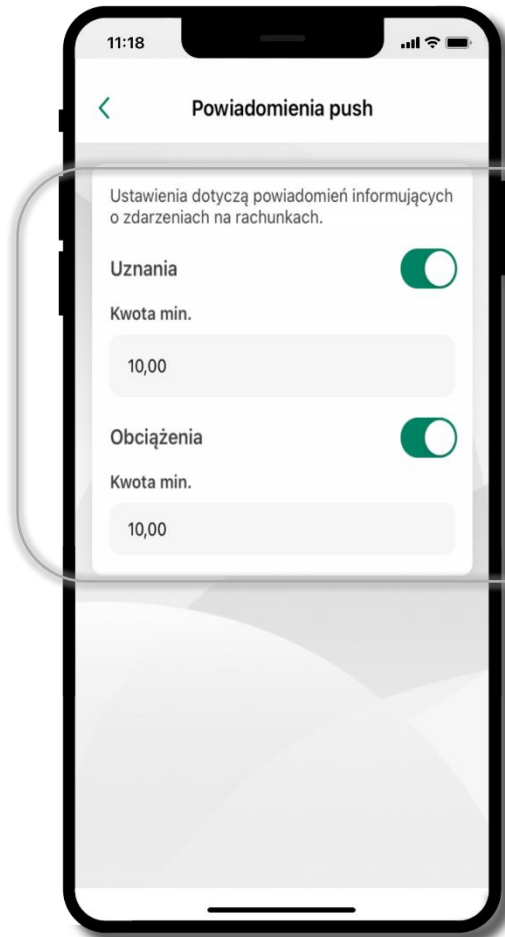 11:18
Powiadomienia push
Ustawienia dotyczą powiadomień informujących
o zdarzeniach na rachunkach.
Uznania
Kwota min.
10,00
Obciążenia
Kwota min.
10,00